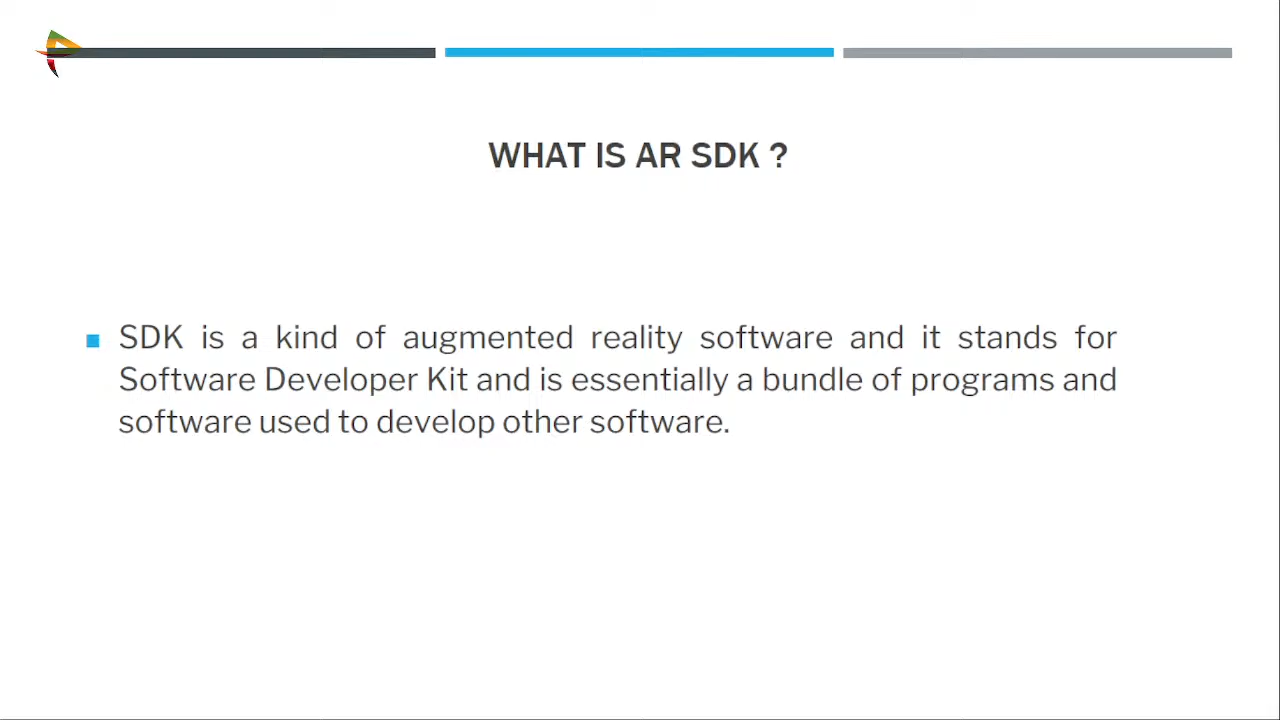 WHAT IS AR SDK ?
SDK is a kind of augmented reality software and it stands for
Software Developer Kit and is essentially a bundle of programs and
software used to develop other software.